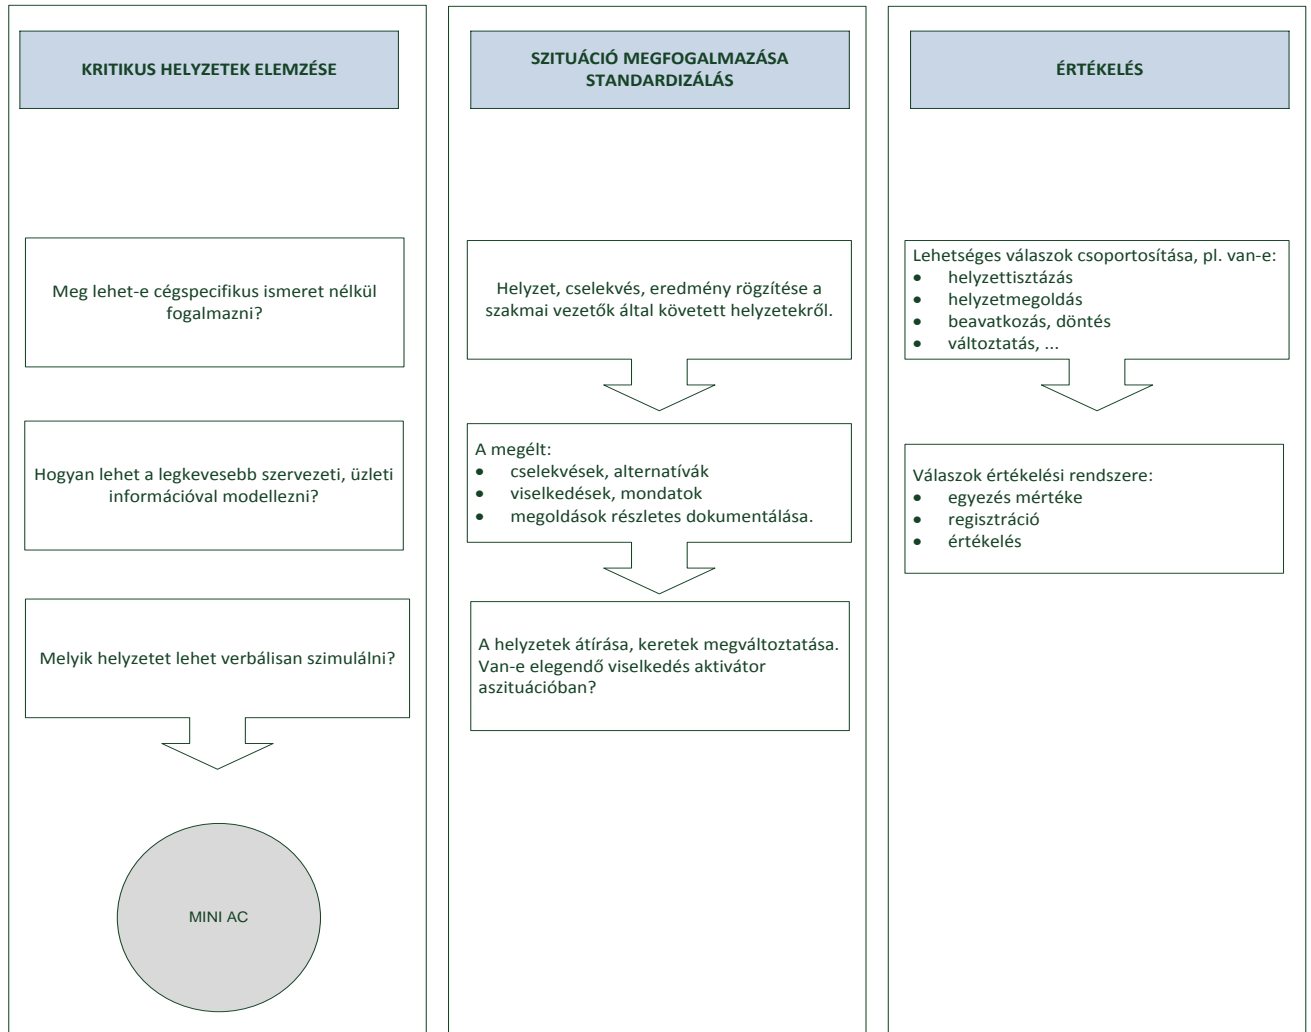 KRITIKUS HELYZETEK ELEMZÉSE
Meg lehet-e cégspecifikus ismeret nélkül
fogalmazni?
Hogyan lehet a legkevesebb szervezeti, üzleti
információval modellezni?
Melyik helyzetet lehet verbálisan szimulálni?
MINI AC
SZITUÁCIÓ MEGFOGALMAZÁSA
STANDARDIZÁLÁS
Helyzet, cselekvés, eredmény rögzítése a
szakmai vezetők által követett helyzetekről.
A megélt:
• cselekvések, alternatívák
• viselkedések, mondatok
• megoldások részletes dokumentálása.
A helyzetek átírása, keretek megváltoztatása.
Van-e elegendő viselkedés aktivátor
aszituációban?
ÉRTÉKELÉS
Lehetséges válaszok csoportosítása, pl. van-e:
• helyzettisztázás
• helyzetmegoldás
• beavatkozás, döntés
• változtatás, ...
Válaszok értékelési rendszere:
• egyezés mértéke
• regisztráció
• értékelés